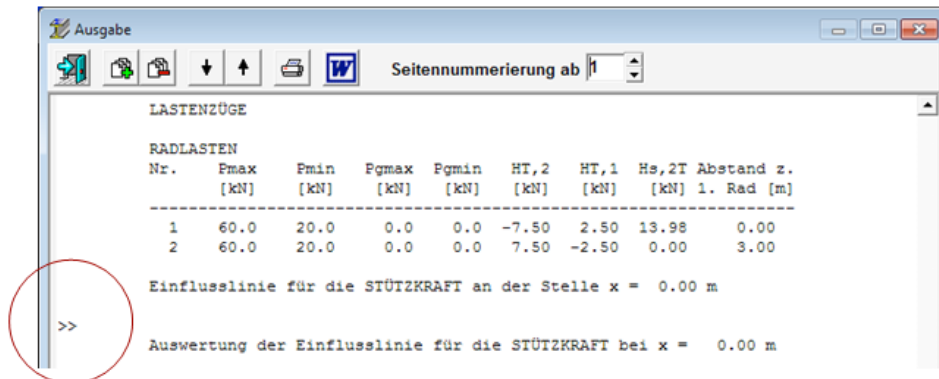 Ausgabe
W Seitennummerierung ab 1
LASTENZÜGE
RADLASTEN
Nr. Pmax Pmin Pgmax Pgmin HT,2 HT,1 Hs,2T Abstand z.
[kN] [kN] [kN] [kN] [kN] [kN] [kN] 1. Rad [m]
--------------------------------------------------------------------------------
1 60.0 20.0 0.0 0.0 -7.50 2.50 13.98 0.00
2 60.0 20.0 0.0 0.0 7.50 -2.50 0.00 3.00
Einflusslinie für die STÜTZKRAFT an der Stelle x = 0.00 m
>>
Auswertung der Einflusslinie für die STÜTZKRAFT bei x = 0.00 m